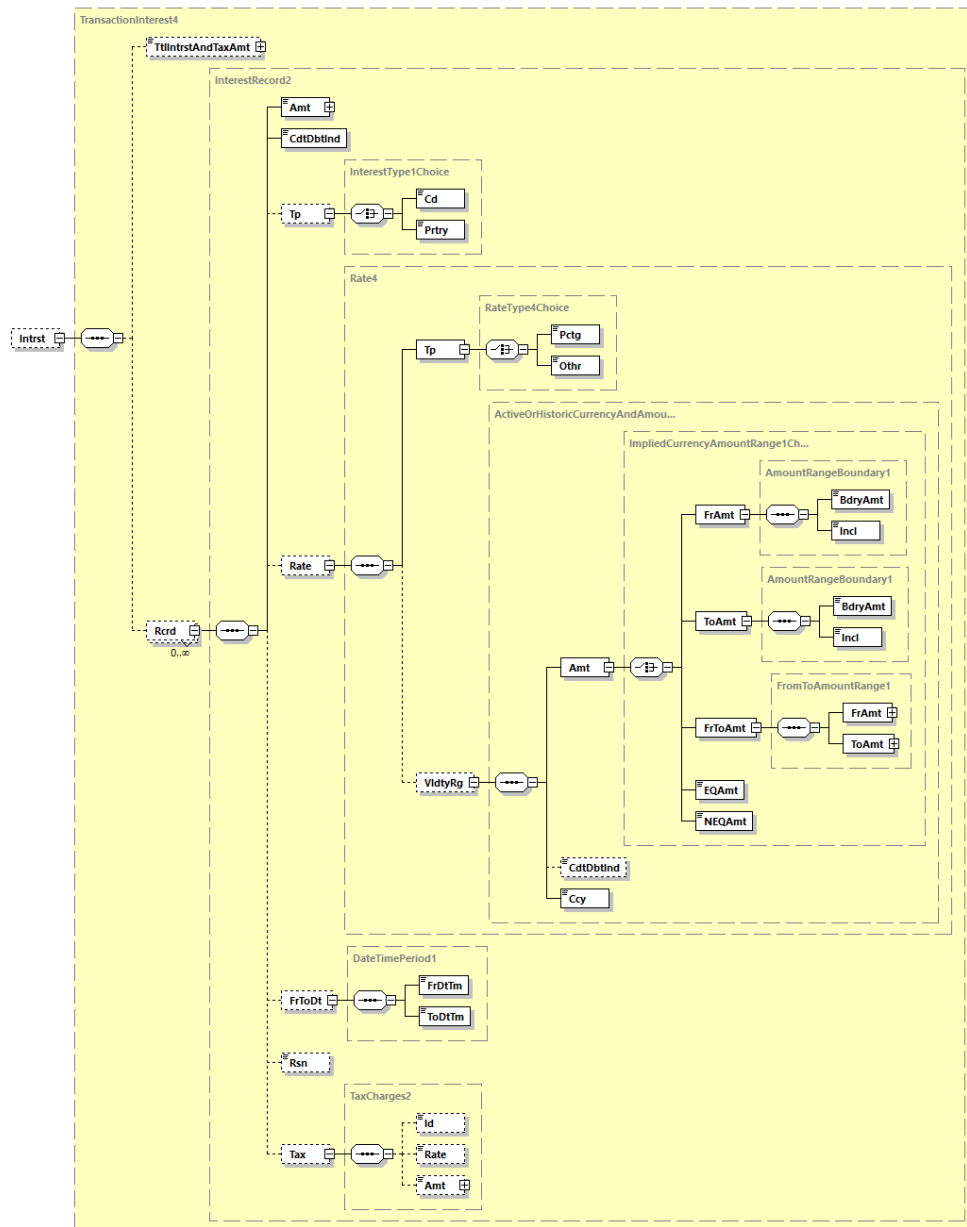 TransactionInterest4
TtlIntrstAndTaxAmt
InterestRecord2
Amt
CdtDbtInd
InterestType1Choice
Cd
Tp
Prtry
Rate4
RateType4Choice
Pctg
Intrst
Tp
Othr
ActiveOrHistoricCurrencyAndAmou...
ImpliedCurrencyAmountRange1Ch...
AmountRangeBoundary1
BdryAmt
FrAmt
Incl
Rate
AmountRangeBoundary1
BdryAmt
ToAmt
Rcrd
Incl
0..∞
Amt
FromToAmountRange1
FrAmt
FrToAmt
ToAmt
VldtyRg
EQAmt
NEQAmt
CdtDbtInd
Ccy
DateTimePeriod1
FrDtTm
FrToDt
ToDtTm
Rsn
TaxCharges2
Id
Tax
Rate
Amt